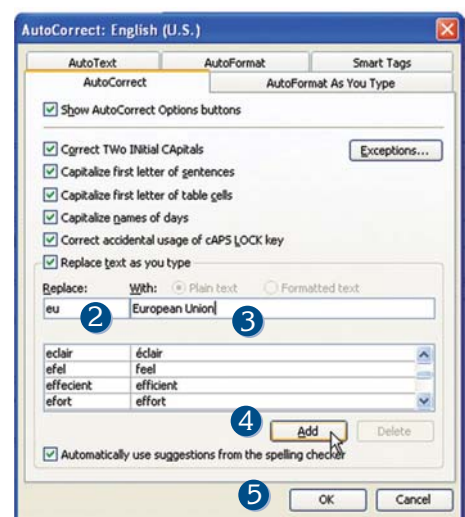 AutoCorrect: English (U.S.)
AutoText AutoFormat Smart Tags
AutoCorrect AutoFormat As You Type
Show AutoCorrect Options buttons
Correct TWo INitial CApitals Exceptions...
Capitalize first letter of sentences
Capitalize first letter of table cells
Capitalize names of days
Correct accidental usage of cAPS LOCK key
Replace text as you type
Replace: With: Plain text Formatted text
eu European Union
2 3
eclair éclair
efel feel
effecient efficient
efort effort
4 Add Delete
Automatically use suggestions from the spelling checker
5 OK Cancel